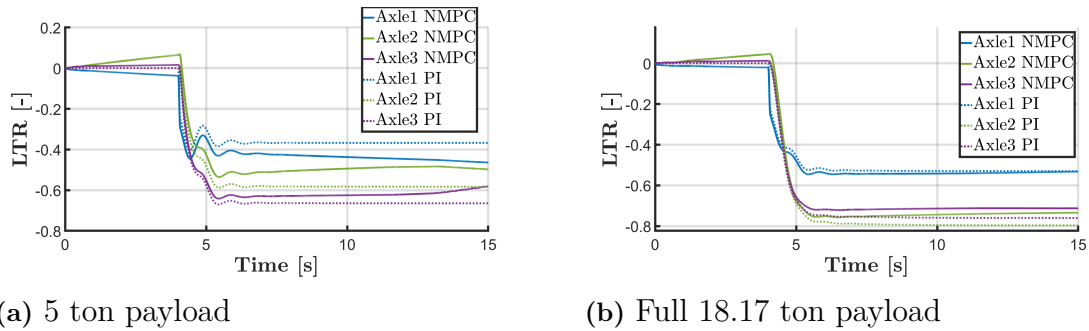 Axle1 NMPC
Axle2 NMPC
Axle3 NMPC
Axle1 PI
Axle2 PI
Axle3 PI
0.2
0
-0.2
-0.4
-0.6
-0.8
LTR [-]
0 5 10 15
Time [s]
(a) 5 ton payload
Axle1 NMPC
Axle2 NMPC
Axle3 NMPC
Axle1 PI
Axle2 PI
Axle3 PI
0
-0.2
-0.4
-0.6
-0.8
LTR [-]
0 5 10 15
Time [s]
(b) Full 18.17 ton payload